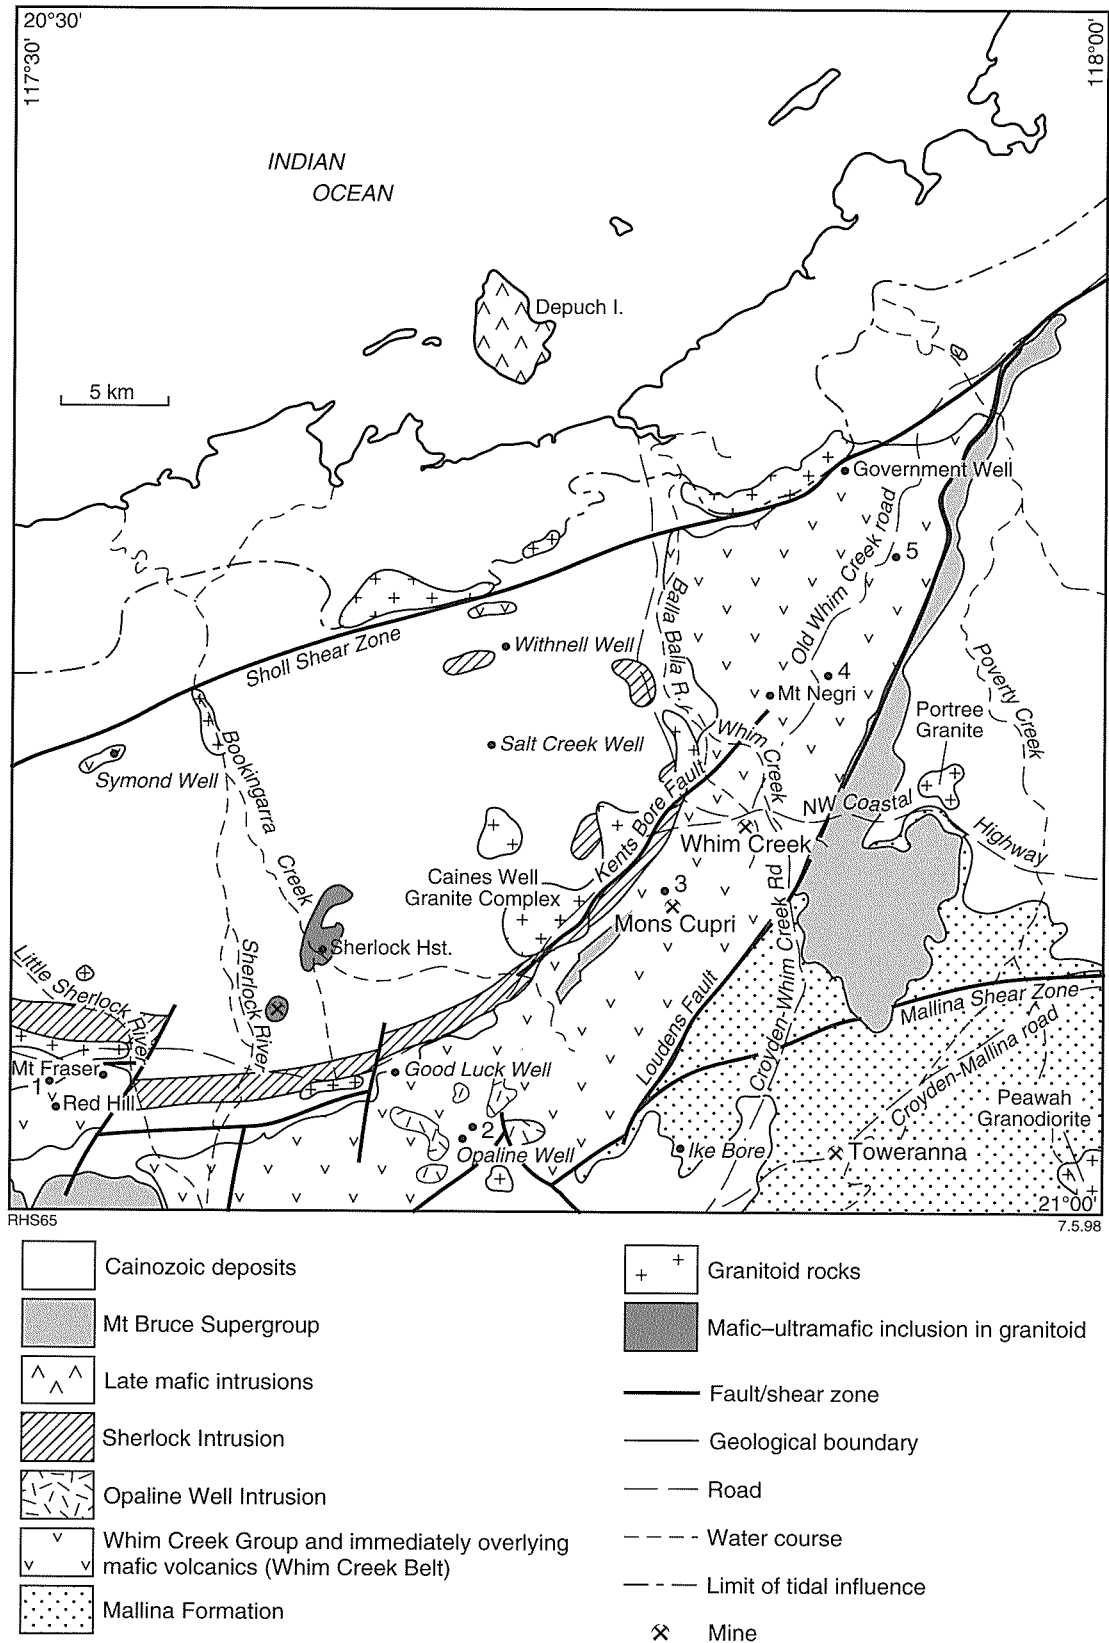 20°30'
117°30'
118°00'
INDIAN
OCEAN
Depuch I.
5 km
Government Well
Old Whim Creek road
5
Balla Balla R.
Withnell Well
Sholl Shear Zone
4
Mt Negri
Poverty Creek
Portree
Granite
Salt Creek Well
Whim Creek
Symond Well
Bookingarra Creek
NW Coastal Highway
Kents Bore Fault
Whim Creek
Caines Well
Granite Complex
3
Mons Cupri
Sherlock Hst.
Little Sherlock River
Sherlock River
Loudens Fault
Croyden-Whim Creek Rd
Mallina Shear Zone
Croyden-Mallina road
Mt Fraser
1
Red Hill
Good Luck Well
2
Opaline Well
Ike Bore
Toweranna
Peawah
Granodiorite
21°00'
RHS65
7.5.98
Cainozoic deposits
Mt Bruce Supergroup
Late mafic intrusions
Sherlock Intrusion
Opaline Well Intrusion
Whim Creek Group and immediately overlying
mafic volcanics (Whim Creek Belt)
Mallina Formation
Granitoid rocks
Mafic–ultramafic inclusion in granitoid
Fault/shear zone
Geological boundary
Road
Water course
Limit of tidal influence
Mine